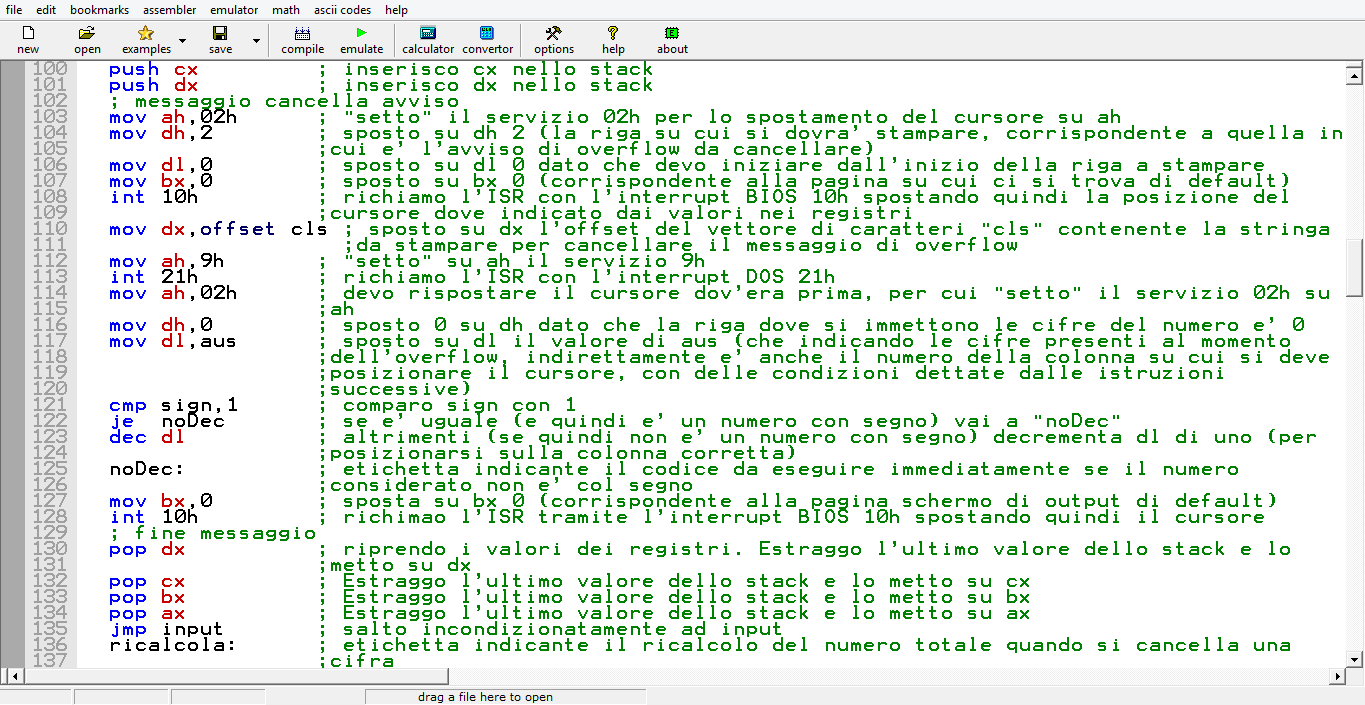 file edit bookmarks assembler emulator math ascii codes help
new open examples save compile emulate calculator convertor options help about
100 push cx ; inserisco cx nello stack
101 push dx ; inserisco dx nello stack
102 ; messaggio cancella avviso
103 mov ah,02h ; "setto" il servizio 02h per lo spostamento del cursore su ah
104 mov dh,2 ; sposto su dh 2 (la riga su cui si dovra' stampare, corrispondente a quella in
105 ;cui e' l'avviso di overflow da cancellare)
106 mov dl,0 ; sposto su dl 0 dato che devo iniziare dall'inizio della riga a stampare
107 mov bx,0 ; sposto su bx 0 (corrispondente alla pagina su cui ci si trova di default)
108 int 10h ; richiamo l'ISR con l'interrupt BIOS 10h spostando quindi la posizione del
109 ;cursore dove indicato dai valori nei registri
110 mov dx,offset cls ; sposto su dx l'offset del vettore di caratteri "cls" contenente la stringa
111 ;da stampare per cancellare il messaggio di overflow
112 mov ah,9h ; "setto" su ah il servizio 9h
113 int 21h ; richiamo l'ISR con l'interrupt DOS 21h
114 mov ah,02h ; devo rispostare il cursore dov'era prima, per cui "setto" il servizio 02h su
115 ;ah
116 mov dh,0 ; sposto 0 su dh dato che la riga dove si immettono le cifre del numero e' 0
117 mov dl,aus ; sposto su dl il valore di aus (che indicando le cifre presenti al momento
118 ;dell'overflow, indirettamente e' anche il numero della colonna su cui si deve
119 ;posizionare il cursore, con delle condizioni dettate dalle istruzioni
120 ;successive)
121 cmp sign,1 ; comparo sign con 1
122 je noDec ; se e' uguale (e quindi e' un numero con segno) vai a "noDec"
123 dec dl ; altrimenti (se quindi non e' un numero con segno) decrementa dl di uno (per
124 ;posizionarsi sulla colonna corretta)
125 noDec: ; etichetta indicante il codice da eseguire immediatamente se il numero
126 ;considerato non e' col segno
127 mov bx,0 ; sposta su bx 0 (corrispondente alla pagina schermo di output di default)
128 int 10h ; richimao l'ISR tramite l'interrupt BIOS 10h spostando quindi il cursore
129 ; fine messaggio
130 pop dx ; riprendo i valori dei registri. Estraggo l'ultimo valore dello stack e lo
131 ;metto su dx
132 pop cx ; Estraggo l'ultimo valore dello stack e lo metto su cx
133 pop bx ; Estraggo l'ultimo valore dello stack e lo metto su bx
134 pop ax ; Estraggo l'ultimo valore dello stack e lo metto su ax
135 jmp input ; salto incondizionatamente ad input
136 ricalcola: ; etichetta indicante il ricalcolo del numero totale quando si cancella una
137 ;cifra
drag a file here to open